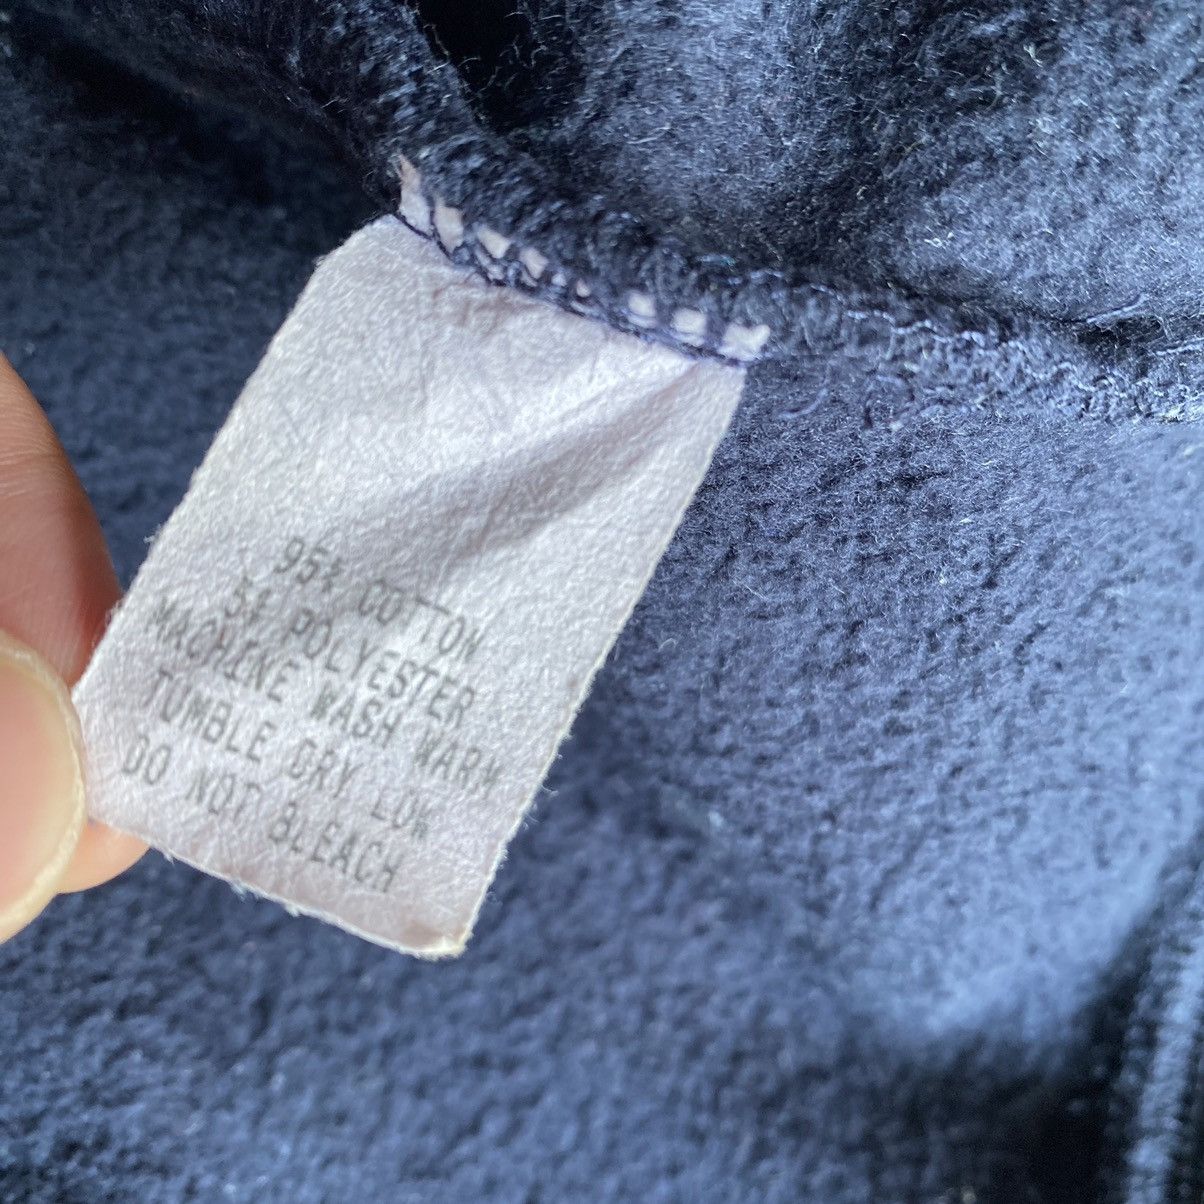 95% COTTON
5% POLYESTER
MACHINE WASH WARM
TUMBLE DRY LOW
DO NOT BLEACH